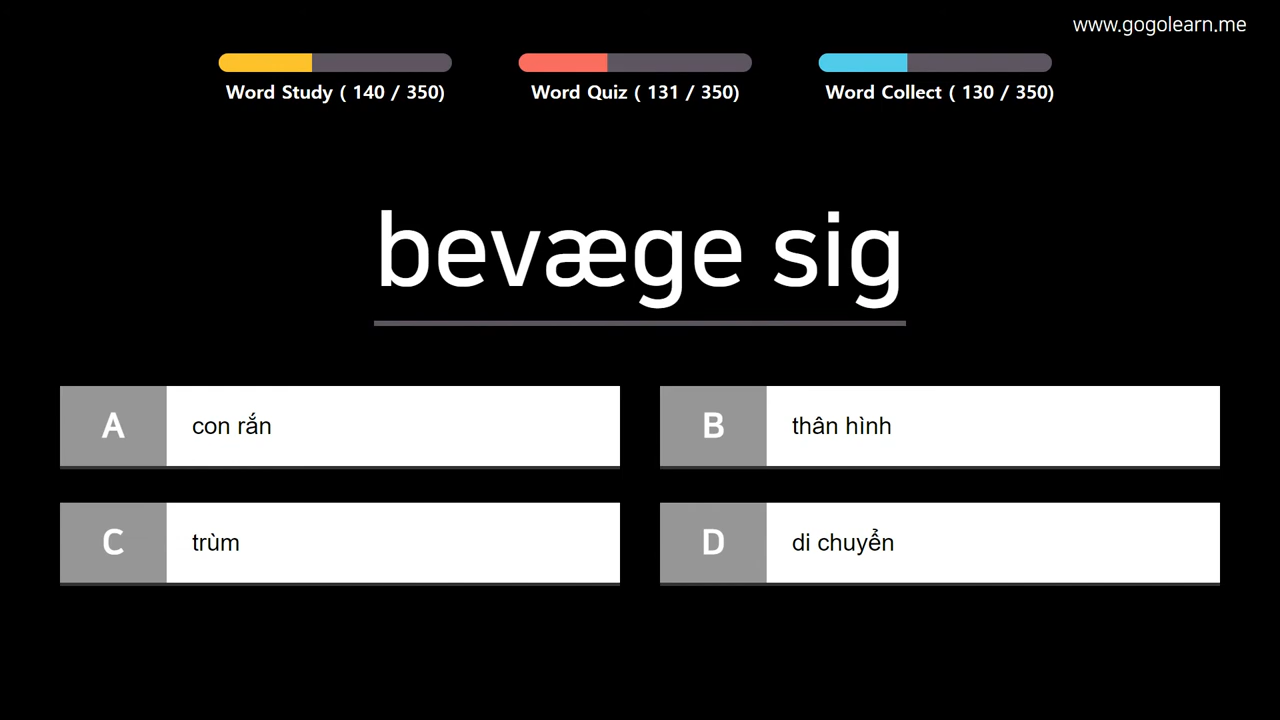 www.gogolearn.me
Word Study ( 140 / 350)
Word Quiz ( 131 / 350)
Word Collect ( 130 / 350)
bevæge sig
A con rắn
B thân hình
C trùm
D di chuyển